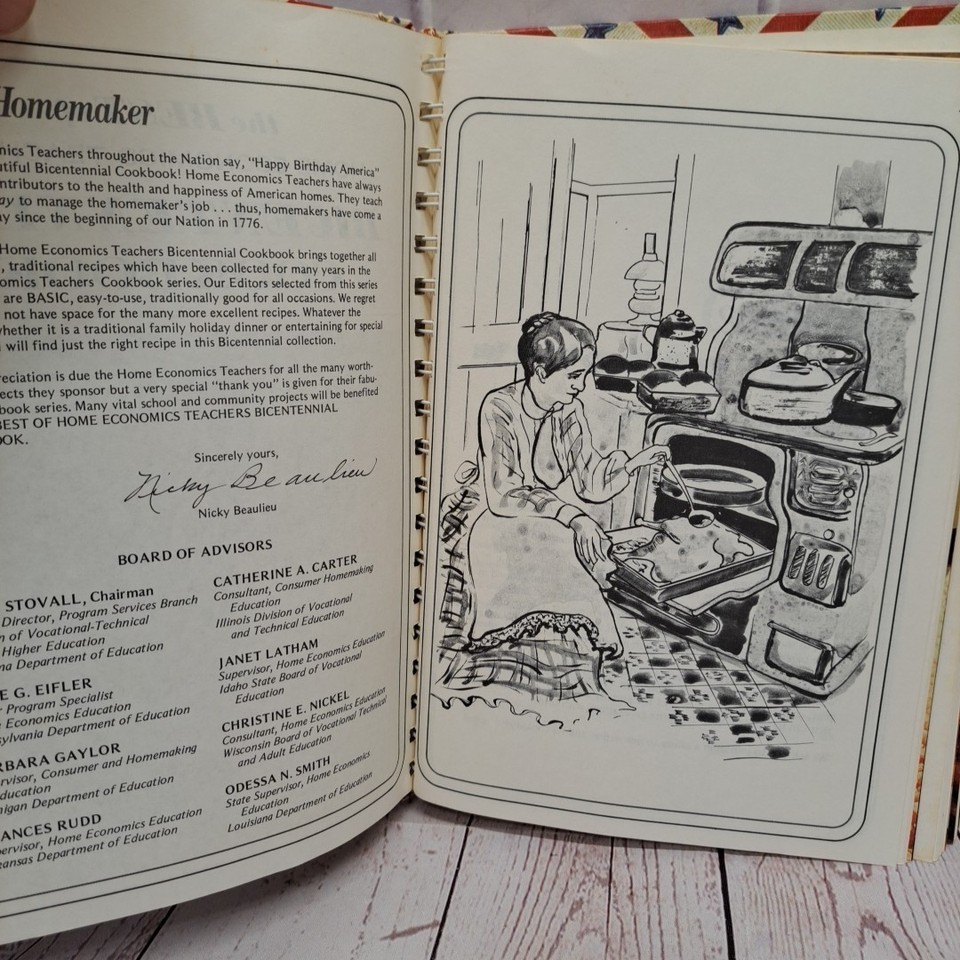 Homemaker
nics Teachers throughout the Nation say, "Happy Birthday America"
utiful Bicentennial Cookbook! Home Economics Teachers have always
ntributors to the health and happiness of American homes. They teach
ay to manage the homemaker's job . . . thus, homemakers have come a
ay since the beginning of our Nation in 1776.
Home Economics Teachers Bicentennial Cookbook brings together all
, traditional recipes which have been collected for many years in the
omics Teachers Cookbook series. Our Editors selected from this series
are BASIC, easy-to-use, traditionally good for all occasions. We regret
not have space for the many more excellent recipes. Whatever the
whether it is a traditional family holiday dinner or entertaining for special
will find just the right recipe in this Bicentennial collection.
reciation is due the Home Economics Teachers for all the many worth-
ects they sponsor but a very special "thank you" is given for their fabu-
book series. Many vital school and community projects will be benefited
BEST OF HOME ECONOMICS TEACHERS BICENTENNIAL
OOK.
Sincerely yours,
Nicky Beaulieu
Nicky Beaulieu
BOARD OF ADVISORS
STOVALL, Chairman
Director, Program Services Branch
n of Vocational-Technical
Higher Education
ma Department of Education
E G. EIFLER
r Program Specialist
Economics Education
sylvania Department of Education
RBARA GAYLOR
rvisor, Consumer and Homemaking
ducation
higan Department of Education
ANCES RUDD
pervisor, Home Economics Education
kansas Department of Education
CATHERINE A. CARTER
Consultant, Consumer Homemaking
Education
Illinois Division of Vocational
and Technical Education
JANET LATHAM
Supervisor, Home Economics Education
Idaho State Board of Vocational
Education
CHRISTINE E. NICKEL
Consultant, Home Economics Education
Wisconsin Board of Vocational Technical
and Adult Education
ODESSA N. SMITH
State Supervisor, Home Economics
Education
Louisiana Department of Education